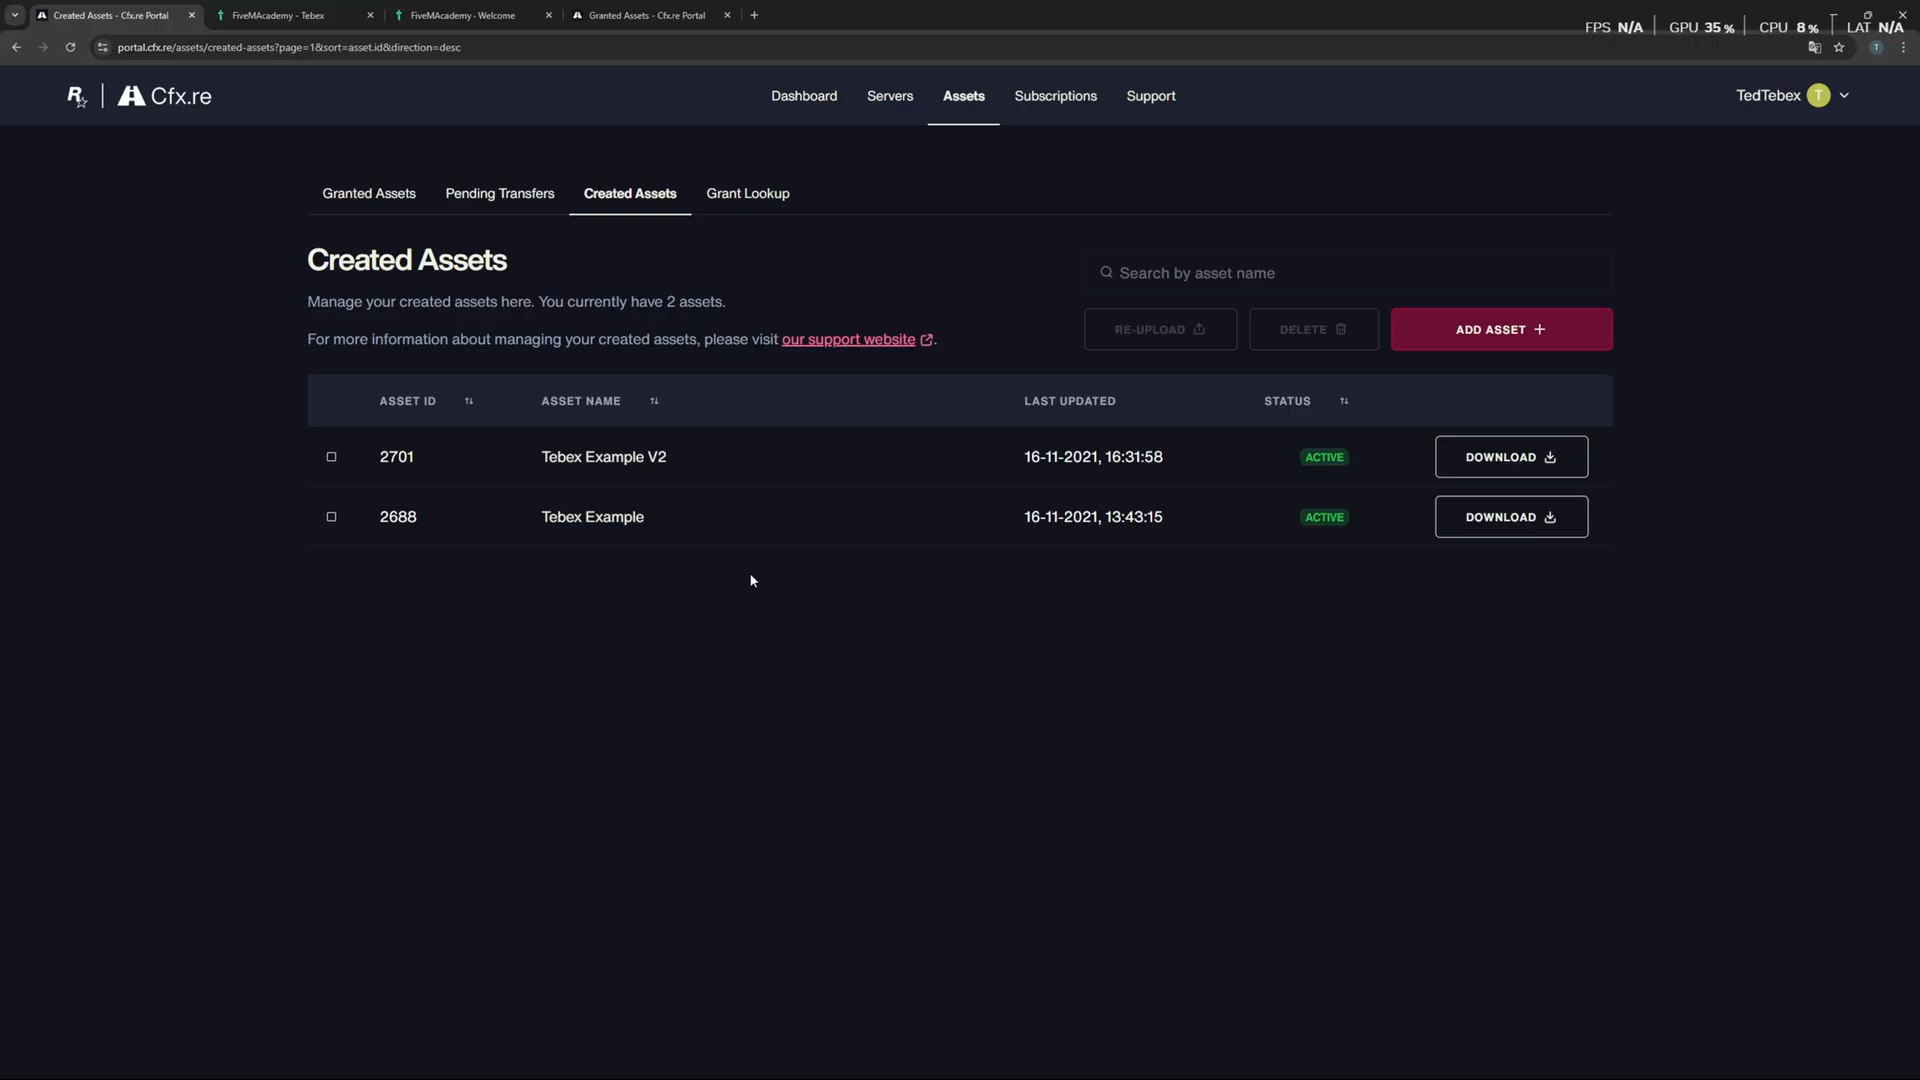 Created Assets - Cfx.re Portal
FiveMAcademy - Tebex
FiveMAcademy - Welcome
Granted Assets - Cfx.re Portal
FPS N/A GPU 35% CPU 8% LAT N/A
portal.cfx.re/assets/created-assets?page=1&sort=asset.id&direction=desc
T
Cfx.re
Dashboard
Servers
Assets
Subscriptions
Support
TedTebex T
Granted Assets
Pending Transfers
Created Assets
Grant Lookup
Created Assets
Search by asset name
Manage your created assets here. You currently have 2 assets.
RE-UPLOAD
DELETE
ADD ASSET
For more information about managing your created assets, please visit our support website.
ASSET ID
ASSET NAME
LAST UPDATED
STATUS
2701 Tebex Example V2 16-11-2021, 16:31:58 ACTIVE DOWNLOAD
2688 Tebex Example 16-11-2021, 13:43:15 ACTIVE DOWNLOAD